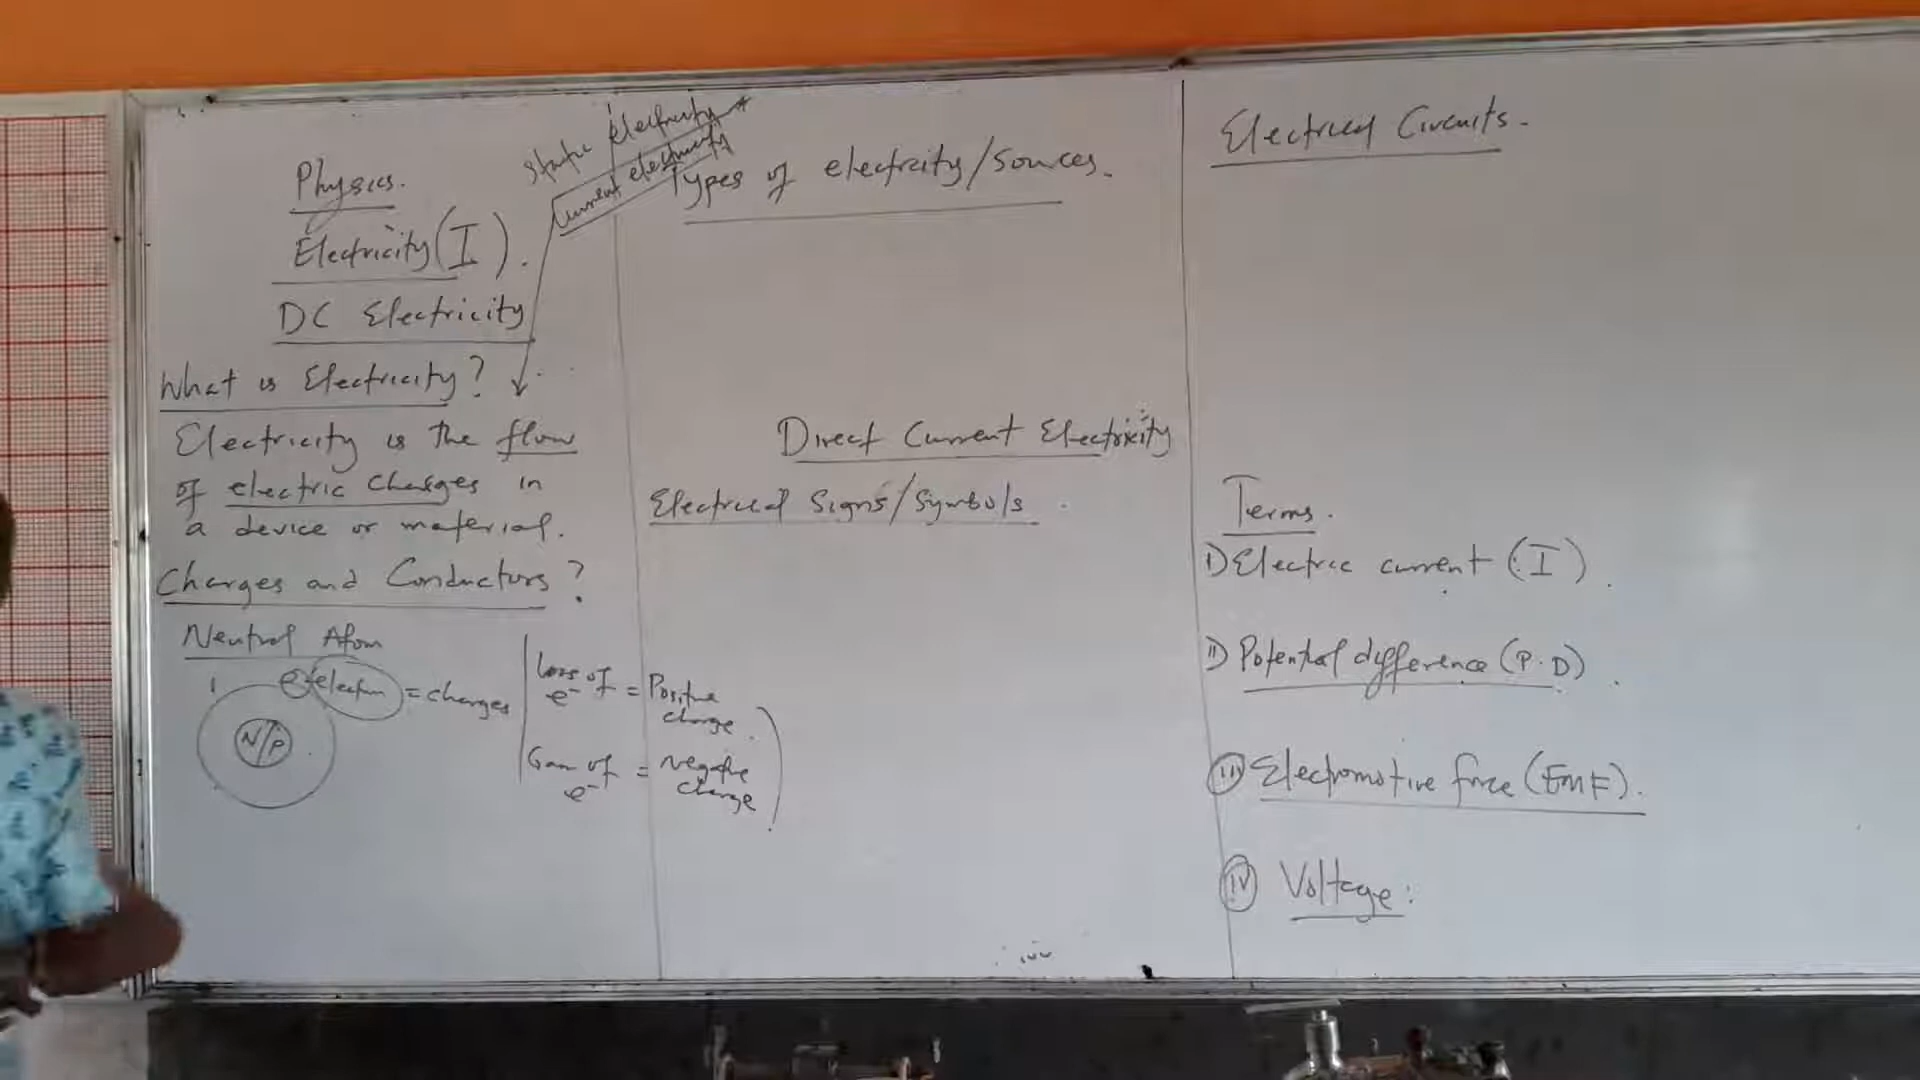 Physics.
Electricity (I).
DC Electricity
What is Electricity?
Electricity is the flow
of electric charges in
a device or material.
Charges and Conductors?
Neutral Atom
e- electron = charges
N/P
Loss of e- = Positive charge
Gain of e- = Negative charge
Static electricity
Current electricity
Types of electricity/sources.
Direct Current Electricity
Electrical Signs/Symbols.
Electrical Circuits.
Terms.
I) Electric current (I).
II) Potential difference (P.D).
III) Electromotive force (EMF).
IV) Voltage: